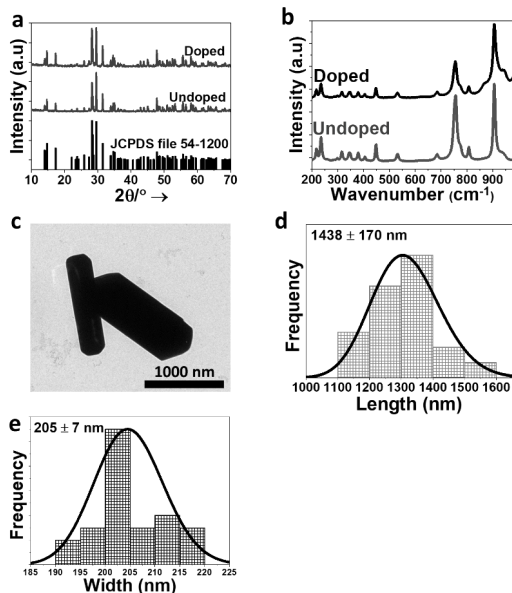 a
Intensity (a.u)
Doped
Undoped
JCPDS file 54-1200
10 20 30 40 50 60 70
2θ/° →
b
Intensity (a.u)
Doped
Undoped
200 300 400 500 600 700 800 900
Wavenumber (cm⁻¹)
c
1000 nm
d
1438 ± 170 nm
Frequency
1000 1100 1200 1300 1400 1500 1600
Length (nm)
e
205 ± 7 nm
Frequency
185 190 195 200 205 210 215 220 225
Width (nm)